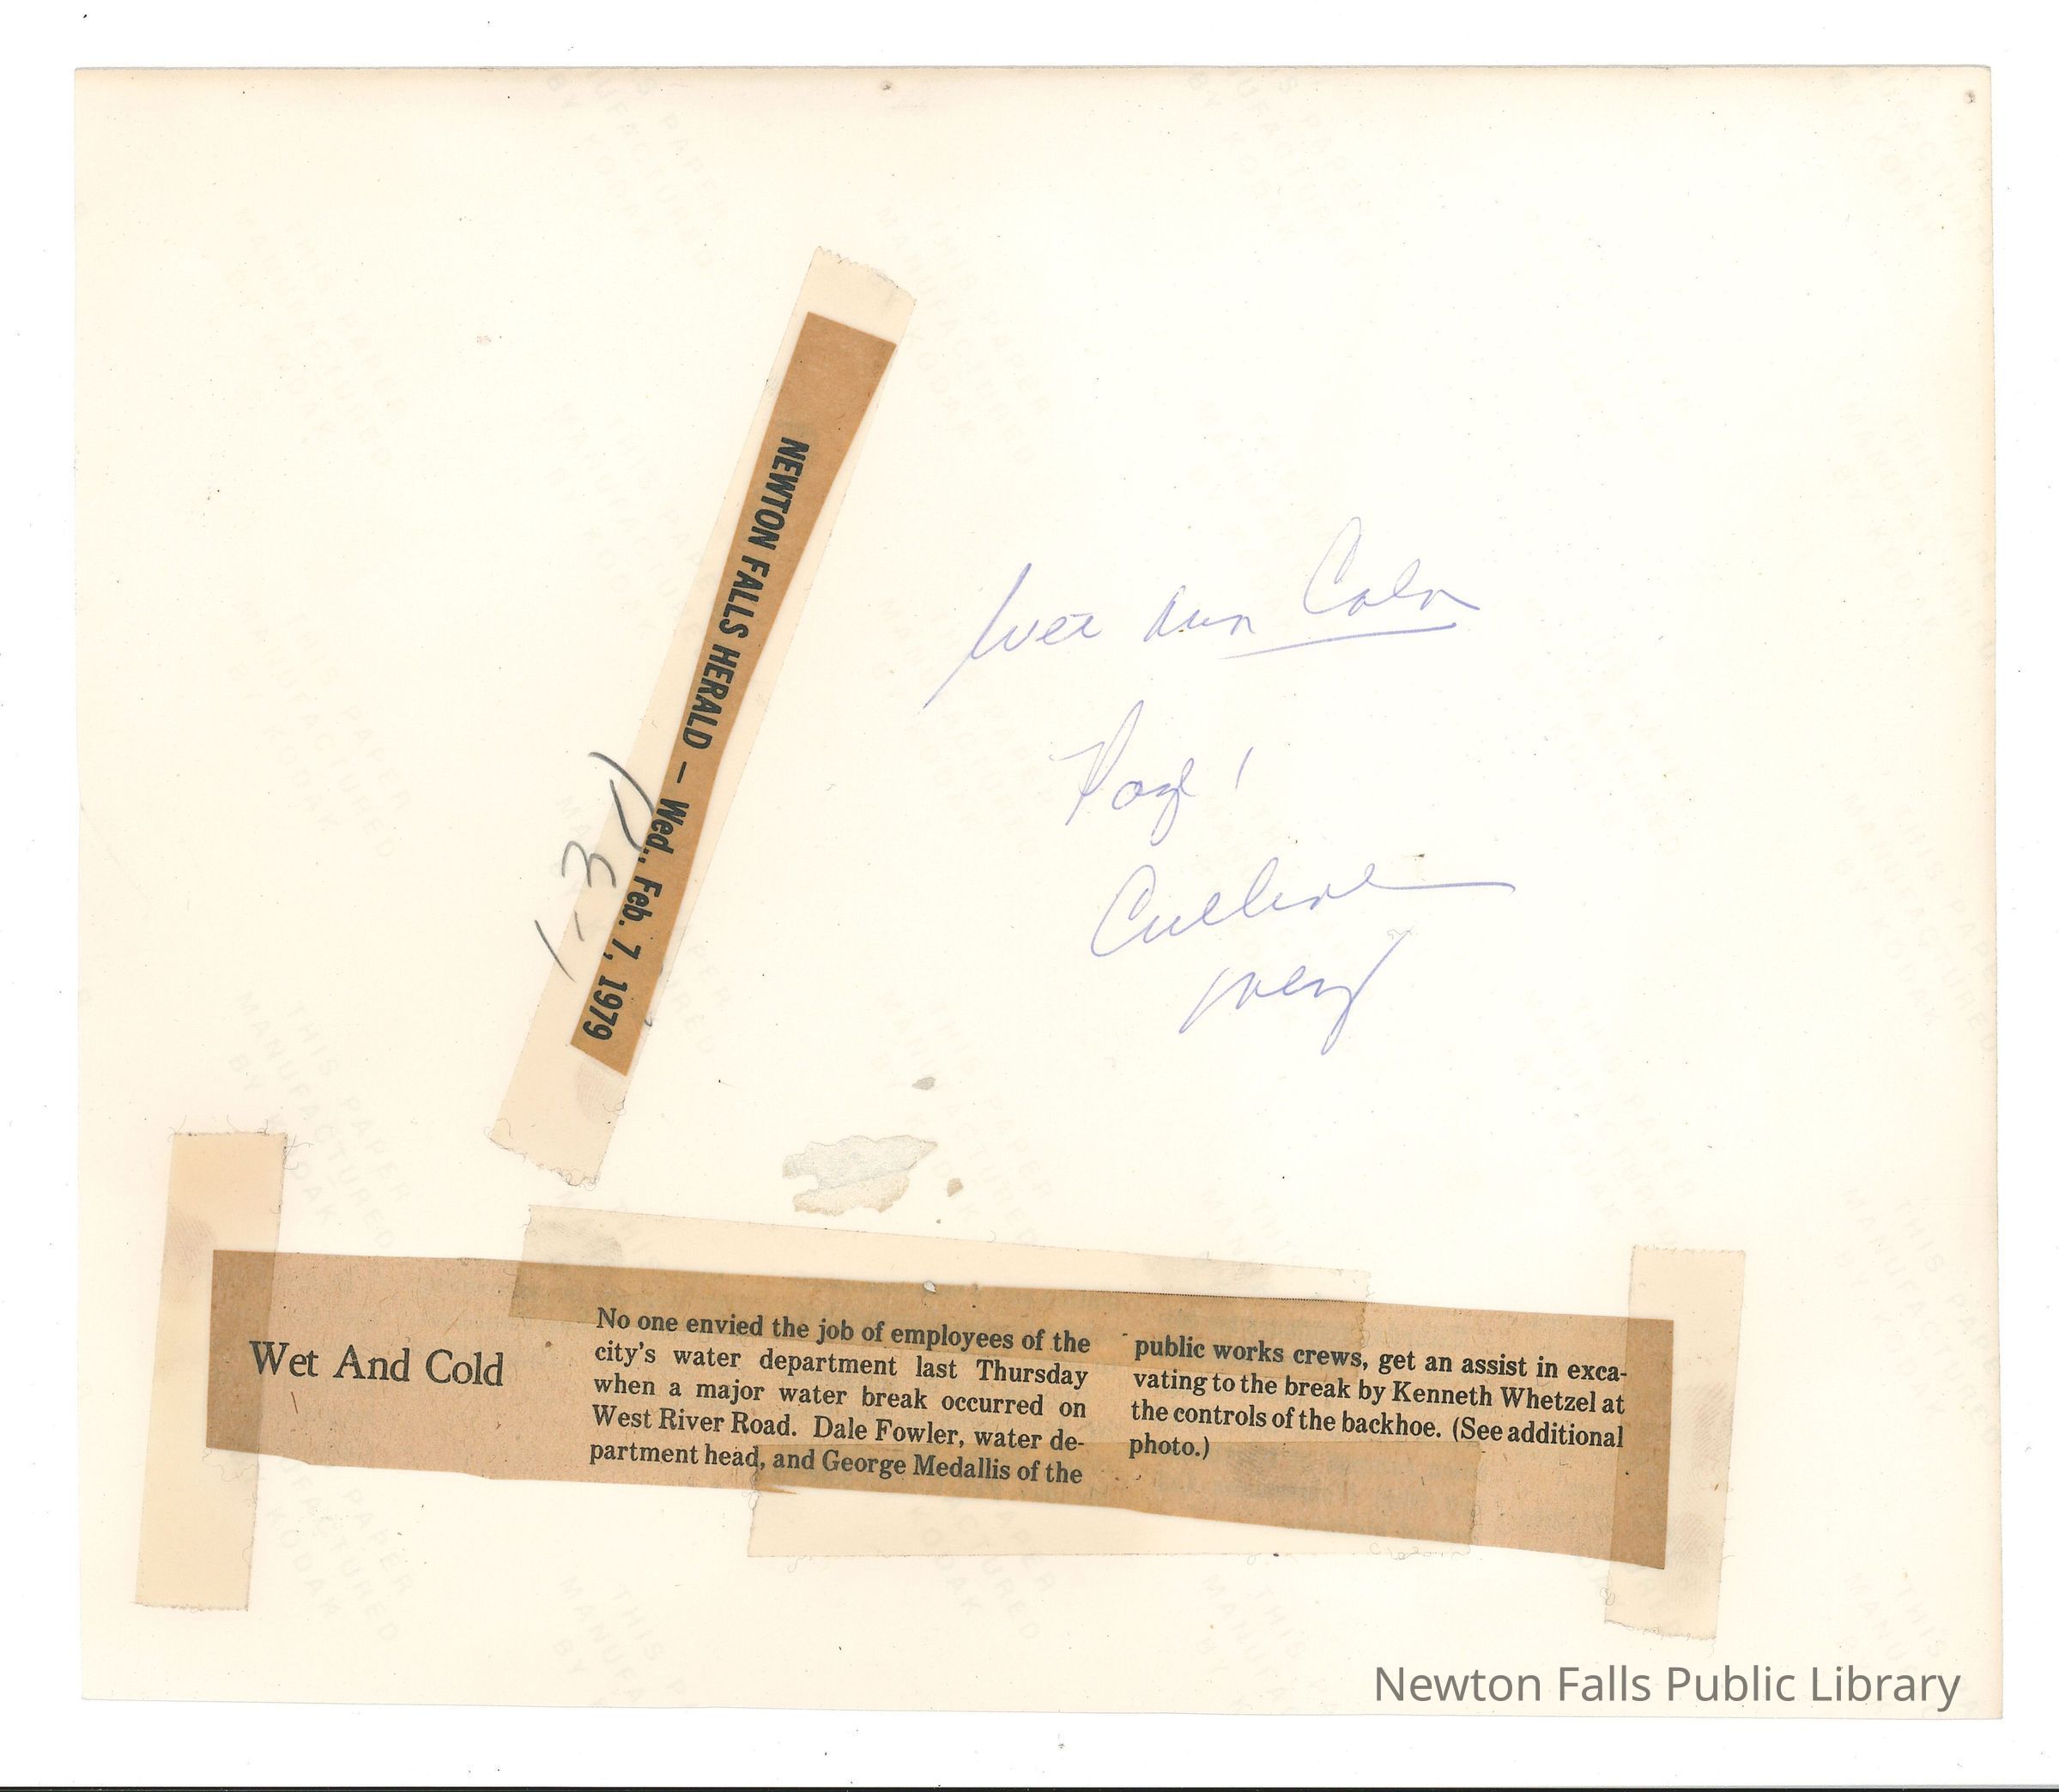 NEWTON FALLS HERALD — Wed., Feb. 7, 1979
Wet and Cold
Page 1
Cutline
Wet And Cold
No one envied the job of employees of the
city's water department last Thursday
when a major water break occurred on
West River Road. Dale Fowler, water de-
partment head, and George Medallis of the
public works crews, get an assist in exca-
vating to the break by Kenneth Whetzel at
the controls of the backhoe. (See additional
photo.)
Newton Falls Public Library